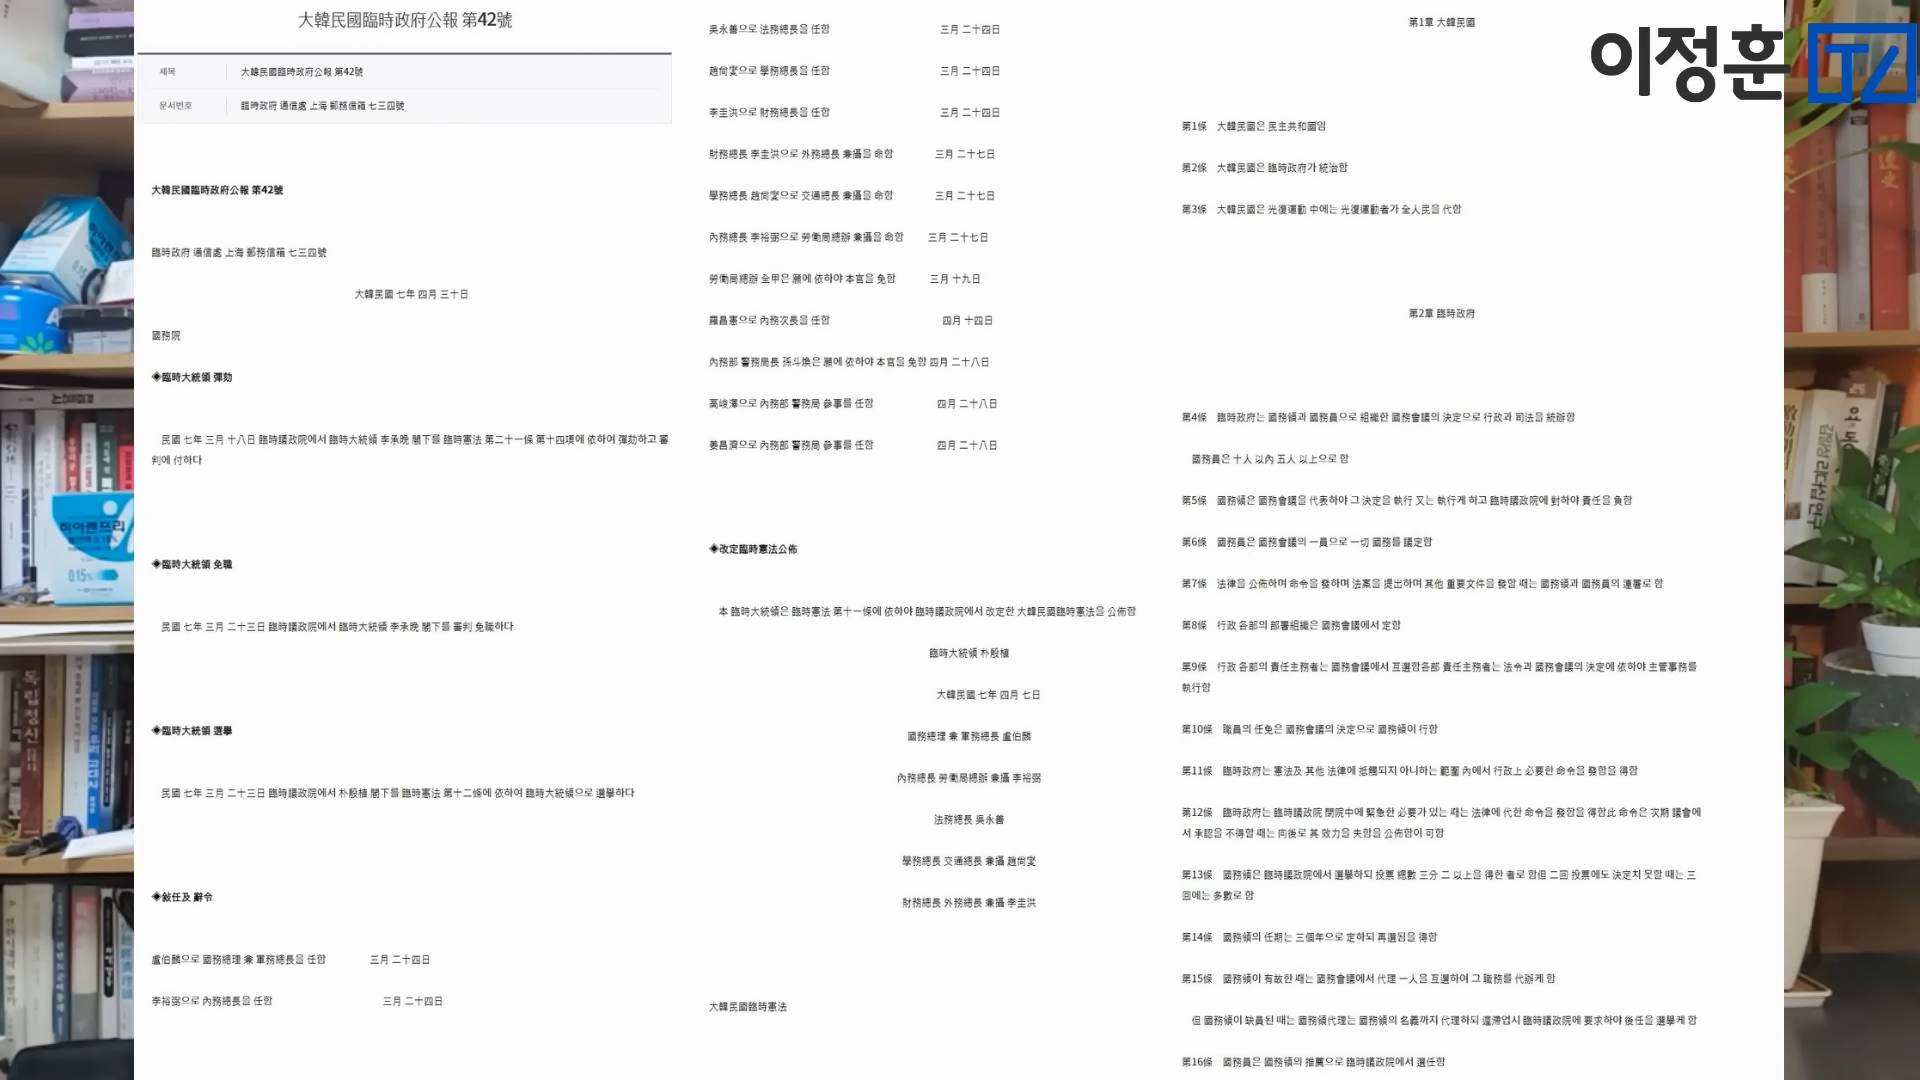 大韓民國臨時政府公報 第42號
제목 大韓民國臨時政府公報 第42號
문서번호 臨時政府 通信處 上海 郵務信箱 七三四號
大韓民國臨時政府公報 第42號
臨時政府 通信處 上海 郵務信箱 七三四號
大韓民國 七年 四月 三十日
國務院
◈臨時大統領 彈劾
民國 七年 三月 十八日 臨時議政院에서 臨時大統領 李承晩 閣下를 臨時憲法 第二十一條 第十四項에 依하여 彈劾하고 審
判에 付하다
◈臨時大統領 免職
民國 七年 三月 二十三日 臨時議政院에서 臨時大統領 李承晩 閣下를 審判 免職하다
◈臨時大統領 選擧
民國 七年 三月 二十三日 臨時議政院에서 朴殷植 閣下를 臨時憲法 第十二條에 依하여 臨時大統領으로 選擧하다
◈敍任及 辭令
盧伯麟으로 國務總理 兼 軍務總長을 任함 三月 二十四日
李裕弼으로 內務總長을 任함 三月 二十四日
吳永善으로 法務總長을 任함 三月 二十四日
趙尙燮으로 學務總長을 任함 三月 二十四日
李圭洪으로 財務總長을 任함 三月 二十四日
財務總長 李圭洪으로 外務總長 兼攝을 命함 三月 二十七日
學務總長 趙尙燮으로 交通總長 兼攝을 命함 三月 二十七日
內務總長 李裕弼으로 勞働局總辦 兼攝을 命함 三月 二十七日
勞働局總辦 全甲은 願에 依하야 本官을 免함 三月 十九日
羅昌憲으로 內務次長을 任함 四月 十四日
內務部 警務局長 孫斗煥은 願에 依하야 本官을 免함 四月 二十八日
高峻澤으로 內務部 警務局 參事를 任함 四月 二十八日
姜昌濟으로 內務部 警務局 參事를 任함 四月 二十八日
◈改定臨時憲法公佈
本 臨時大統領은 臨時憲法 第十一條에 依하야 臨時議政院에서 改定한 大韓民國臨時憲法을 公佈함
臨時大統領 朴殷植
大韓民國 七年 四月 七日
國務總理 兼 軍務總長 盧伯麟
內務總長 勞働局總辦 兼攝 李裕弼
法務總長 吳永善
學務總長 交通總長 兼攝 趙尙燮
財務總長 外務總長 兼攝 李圭洪
大韓民國臨時憲法
第1章 大韓民國
第1條 大韓民國은 民主共和國임
第2條 大韓民國은 臨時政府가 統治함
第3條 大韓民國은 光復運動 中에는 光復運動者가 全人民을 代함
第2章 臨時政府
第4條 臨時政府는 國務領과 國務員으로 組織한 國務會議의 決定으로 行政과 司法을 統辦함
國務員은 十人 以內 五人 以上으로 함
第5條 國務領은 國務會議을 代表하야 그 決定을 執行 又는 執行케 하고 臨時議政院에 對하야 責任을 負함
第6條 國務員은 國務會議의 一員으로 一切 國務를 議定함
第7條 法律을 公佈하며 命令을 發하며 法案을 提出하며 其他 重要文件을 發할 때는 國務領과 國務員의 連署로 함
第8條 行政 各部의 部署組織은 國務會議에서 定함
第9條 行政 各部의 責任主務者는 國務會議에서 互選함各部 責任主務者는 法令과 國務會議의 決定에 依하야 主管事務를
執行함
第10條 職員의 任免은 國務會議의 決定으로 國務領이 行함
第11條 臨時政府는 憲法及 其他 法律에 抵觸되지 아니하는 範圍 內에서 行政上 必要한 命令을 發함을 得함
第12條 臨時政府는 臨時議政院 閉院中에 緊急한 必要가 있는 때는 法律에 代한 命令을 發함을 得함此 命令은 次期 議會에
서 承認을 不得할 때는 向後로 其 效力을 失함을 公佈함이 可함
第13條 國務領은 臨時議政院에서 選擧하되 投票 總數 三分 二 以上을 得한 者로 함但 二回 投票에도 決定치 못할 때는 三
回에는 多數로 함
第14條 國務領의 任期는 三個年으로 定하되 再選됨을 得함
第15條 國務領이 有故한 때는 國務會議에서 代理 一人을 互選하여 그 職務를 代辦케 함
但 國務領이 缺員된 때는 國務領代理는 國務領의 名義까지 代理하되 遲滯업시 臨時議政院에 要求하야 後任을 選擧케 함
第16條 國務員은 國務領의 推薦으로 臨時議政院에서 選任함
이정훈 TV
히아렌프리
0.15%
독립정신